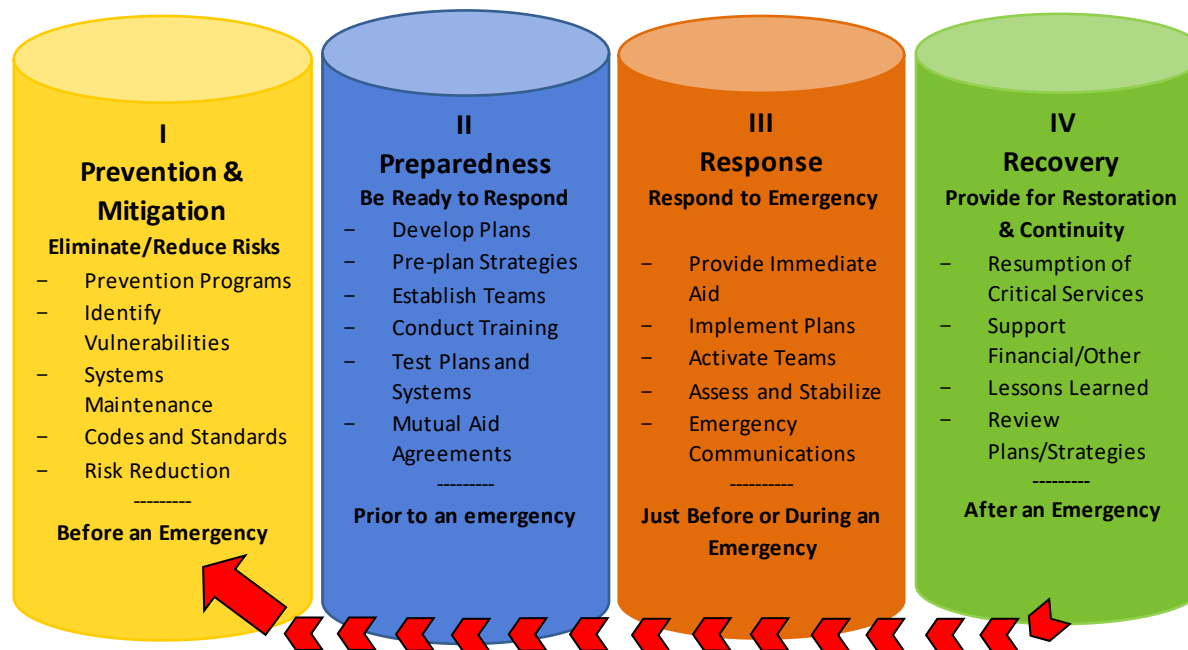 I
Prevention &
Mitigation
Eliminate/Reduce Risks
– Prevention Programs
– Identify
Vulnerabilities
– Systems
Maintenance
– Codes and Standards
– Risk Reduction
---------
Before an Emergency
II
Preparedness
Be Ready to Respond
– Develop Plans
– Pre-plan Strategies
– Establish Teams
– Conduct Training
– Test Plans and
Systems
– Mutual Aid
Agreements
---------
Prior to an emergency
III
Response
Respond to Emergency
– Provide Immediate
Aid
– Implement Plans
– Activate Teams
– Assess and Stabilize
– Emergency
Communications
----------
Just Before or During an
Emergency
IV
Recovery
Provide for Restoration
& Continuity
– Resumption of
Critical Services
– Support
Financial/Other
– Lessons Learned
– Review
Plans/Strategies
---------
After an Emergency